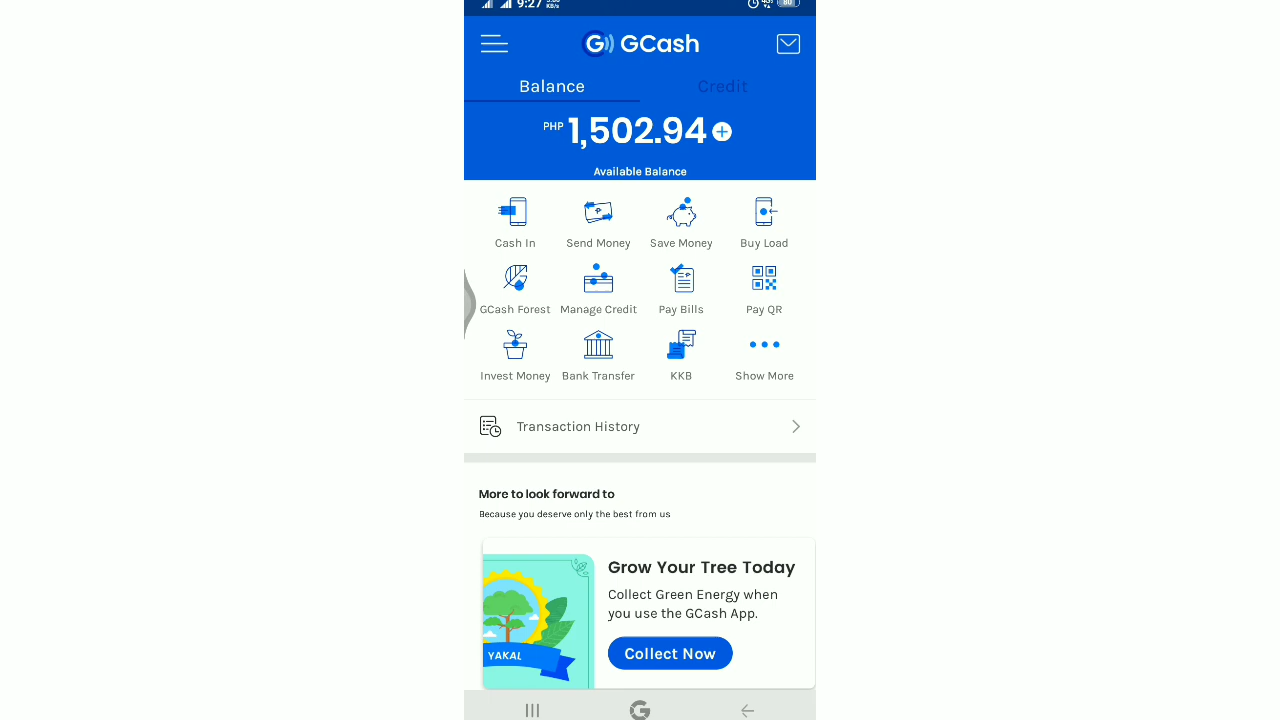 9:27
KB/s
4G+
80
G GCash
Balance
Credit
PHP 1,502.94
Available Balance
Cash In
Send Money
Save Money
Buy Load
GCash Forest
Manage Credit
Pay Bills
Pay QR
Invest Money
Bank Transfer
KKB
Show More
Transaction History
More to look forward to
Because you deserve only the best from us
Grow Your Tree Today
Collect Green Energy when
you use the GCash App.
YAKAL
Collect Now
G